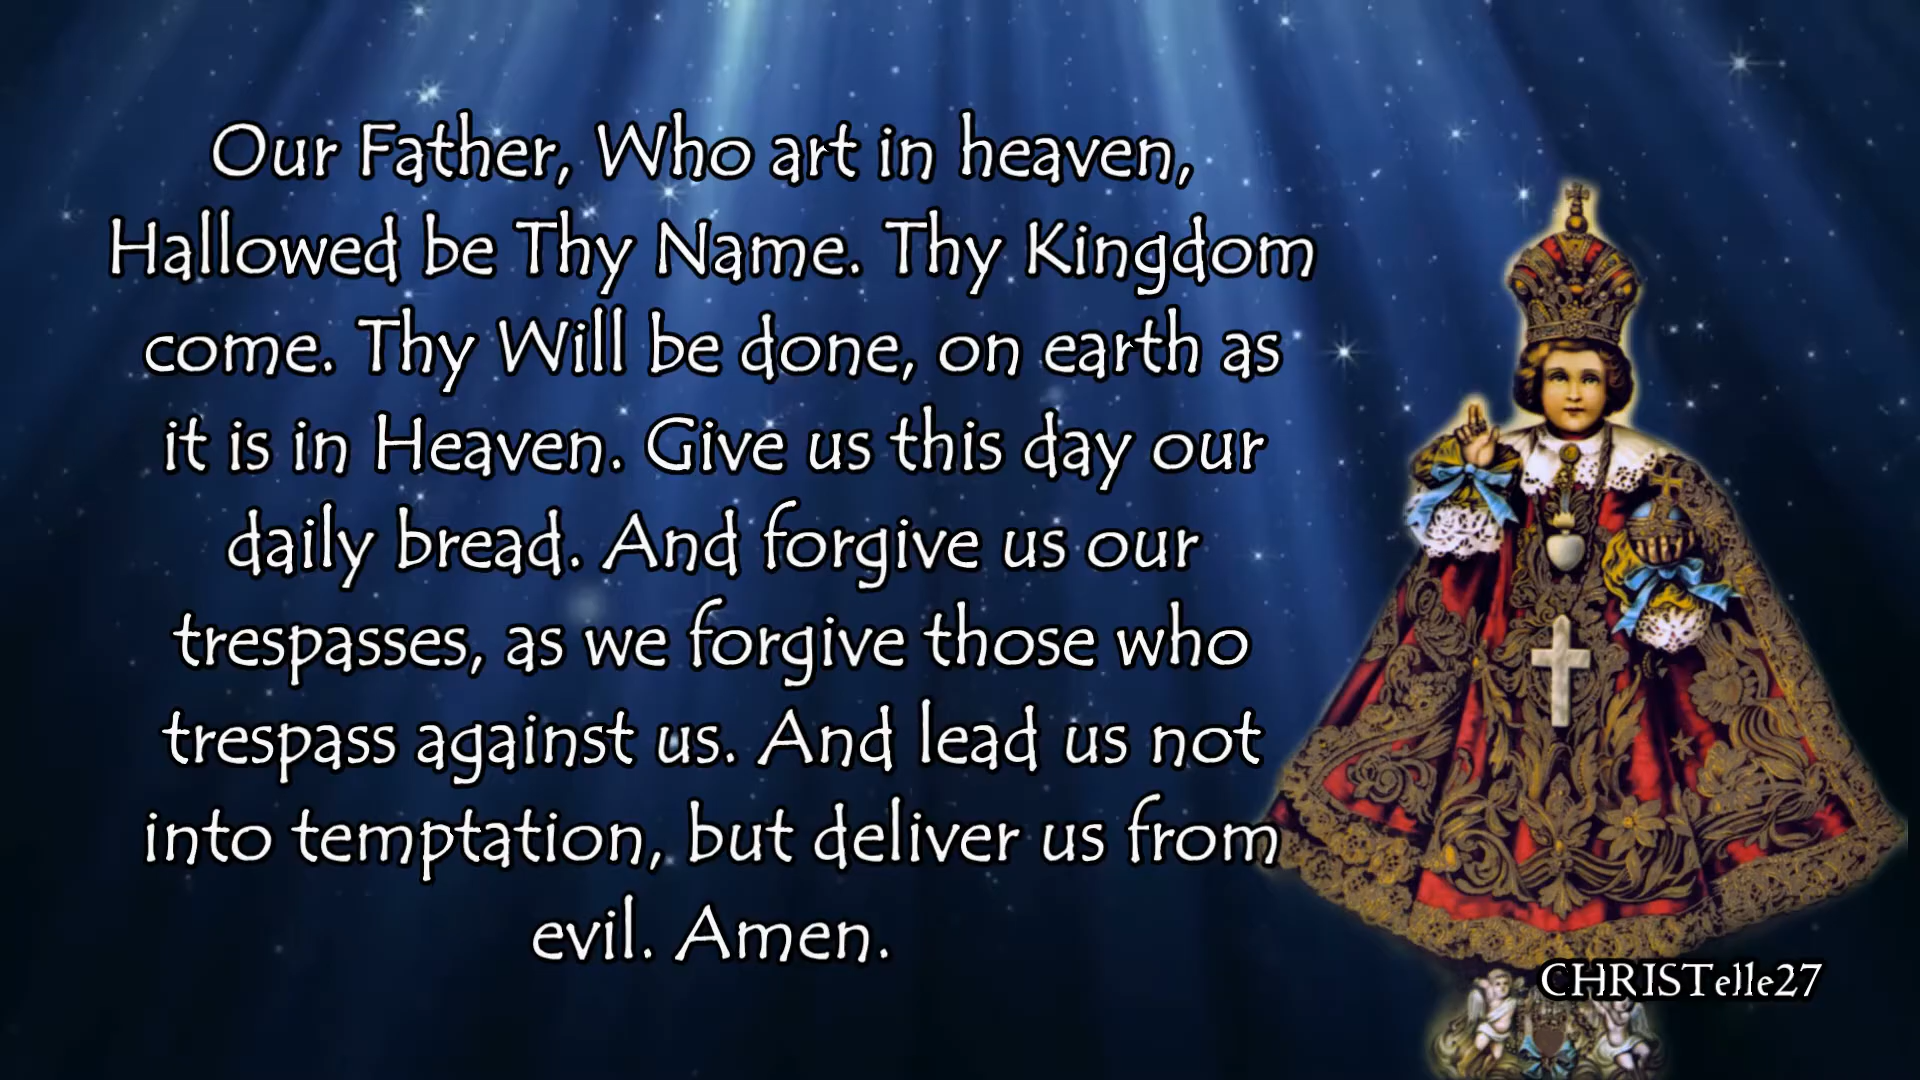 Our Father, Who art in heaven,
Hallowed be Thy Name. Thy Kingdom
come. Thy Will be done, on earth as
it is in Heaven. Give us this day our
daily bread. And forgive us our
trespasses, as we forgive those who
trespass against us. And lead us not
into temptation, but deliver us from
evil. Amen.
CHRISTelle27